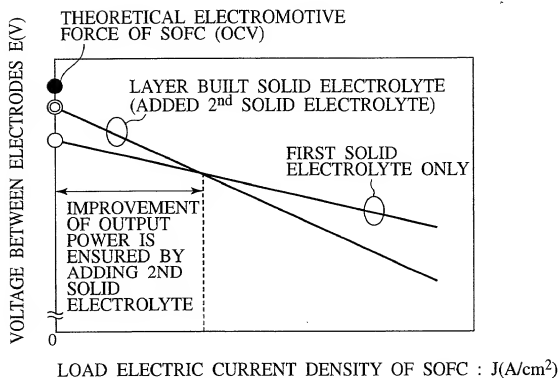 THEORETICAL ELECTROMOTIVE
FORCE OF SOFC (OCV)
LAYER BUILT SOLID ELECTROLYTE
(ADDED 2nd SOLID ELECTROLYTE)
FIRST SOLID
ELECTROLYTE ONLY
IMPROVEMENT
OF OUTPUT
POWER IS
ENSURED BY
ADDING 2ND
SOLID
ELECTROLYTE
VOLTAGE BETWEEN ELECTRODES E(V)
0
LOAD ELECTRIC CURRENT DENSITY OF SOFC : J(A/cm2)